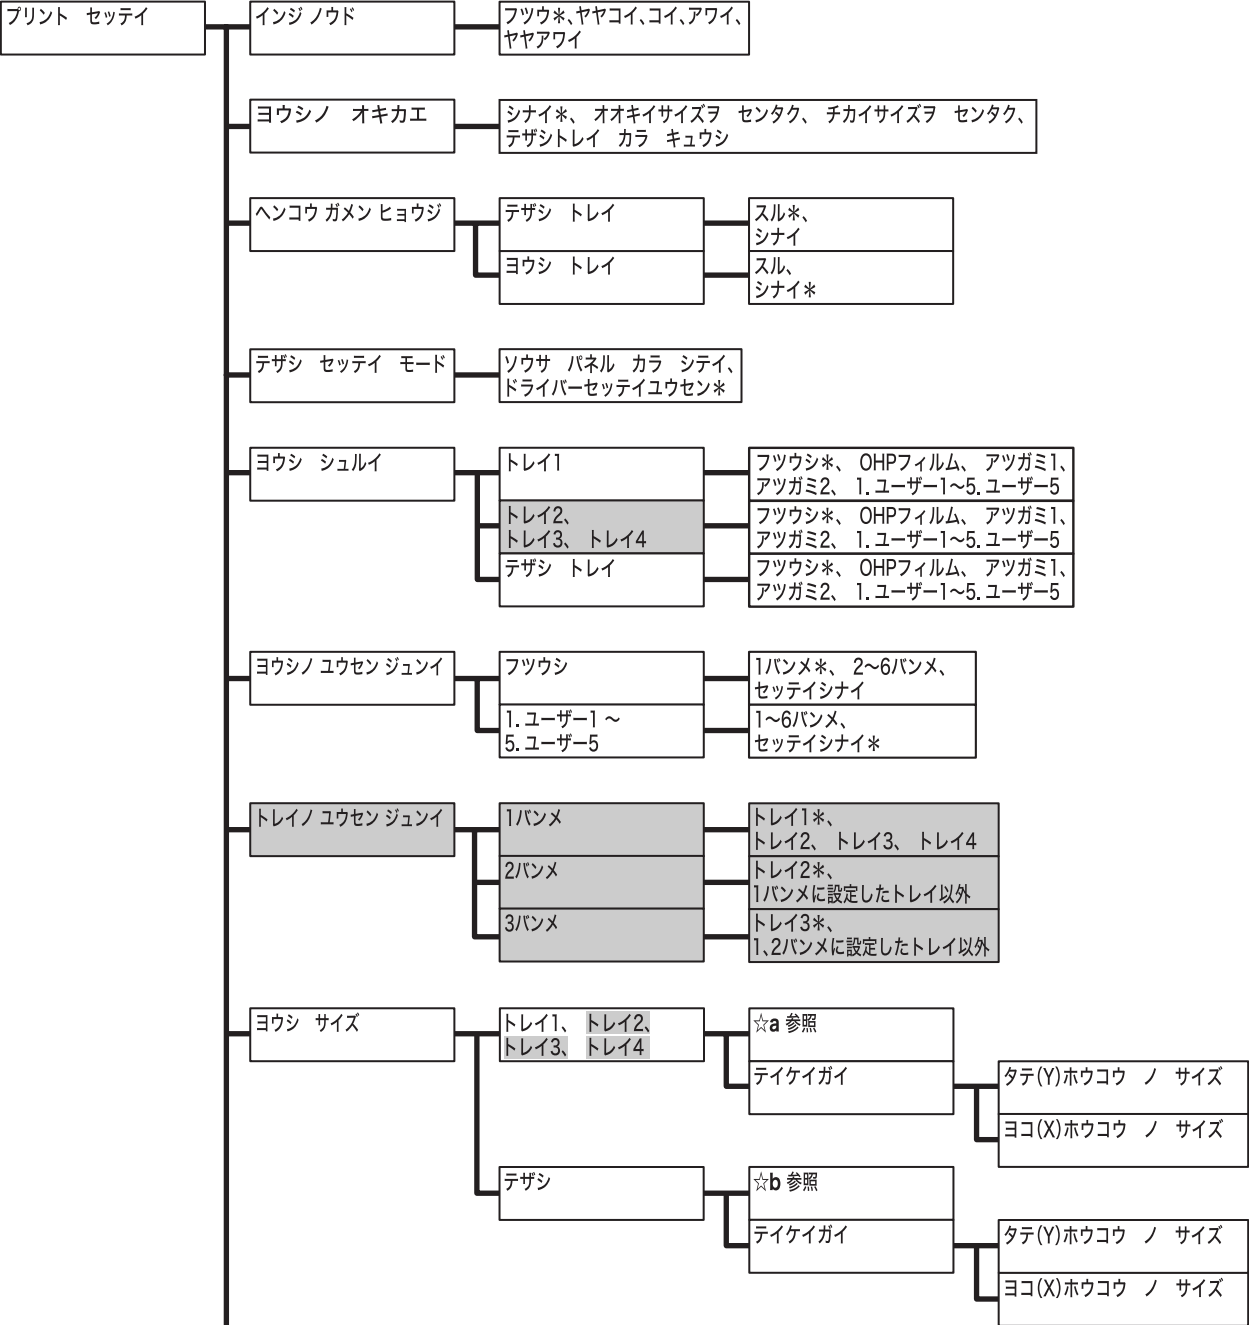 プリント　セッテイ
インジ ノウド
フツウ＊、ヤヤコイ、コイ、アワイ、
ヤヤアワイ
ヨウシノ　オキカエ
シナイ＊、 オオキイサイズヲ　センタク、 チカイサイズヲ　センタク、
テザシトレイ　カラ　キュウシ
ヘンコウ ガメン ヒョウジ
テザシ　トレイ
スル＊、
シナイ
ヨウシ　トレイ
スル、
シナイ＊
テザシ　セッテイ　モード
ソウサ　パネル　カラ　シテイ、
ドライバーセッテイユウセン＊
ヨウシ　シュルイ
トレイ1
フツウシ＊、 OHPフィルム、 アツガミ1、
アツガミ2、 1. ユーザー1～5. ユーザー5
トレイ2、
トレイ3、 トレイ4
フツウシ＊、 OHPフィルム、 アツガミ1、
アツガミ2、 1. ユーザー1～5. ユーザー5
テザシ　トレイ
フツウシ＊、 OHPフィルム、 アツガミ1、
アツガミ2、 1. ユーザー1～5. ユーザー5
ヨウシノ ユウセン ジュンイ
フツウシ
1バンメ＊、 2～6バンメ、
セッテイシナイ
1. ユーザー1 ～
5. ユーザー5
1～6バンメ、
セッテイシナイ＊
トレイノ ユウセン ジュンイ
1バンメ
トレイ1＊、
トレイ2、 トレイ3、 トレイ4
2バンメ
トレイ2＊、
1バンメに設定したトレイ以外
3バンメ
トレイ3＊、
1、2バンメに設定したトレイ以外
ヨウシ　サイズ
トレイ1、 トレイ2、
トレイ3、 トレイ4
☆a 参照
テイケイガイ
タテ(Y)ホウコウ　ノ　サイズ
ヨコ(X)ホウコウ　ノ　サイズ
テザシ
☆b 参照
テイケイガイ
タテ(Y)ホウコウ　ノ　サイズ
ヨコ(X)ホウコウ　ノ　サイズ